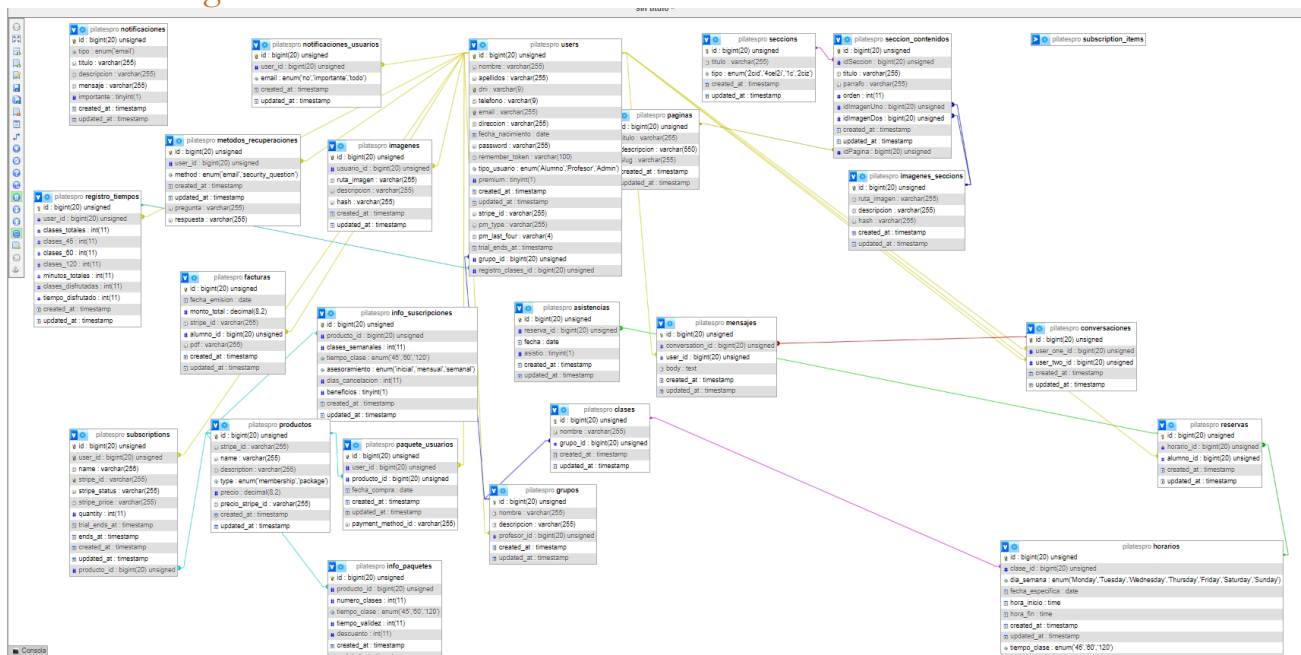 Sin título *
pilatespro notificaciones
id : bigint(20) unsigned
tipo : enum('email')
titulo : varchar(255)
descripcion : varchar(255)
mensaje : varchar(255)
importante : tinyint(1)
created_at : timestamp
updated_at : timestamp
pilatespro notificaciones_usuarios
id : bigint(20) unsigned
user_id : bigint(20) unsigned
email : enum('no','importante','todo')
created_at : timestamp
updated_at : timestamp
pilatespro users
id : bigint(20) unsigned
nombre : varchar(255)
apellidos : varchar(255)
dni : varchar(9)
telefono : varchar(9)
email : varchar(255)
direccion : varchar(255)
fecha_nacimiento : date
password : varchar(255)
remember_token : varchar(100)
tipo_usuario : enum('Alumno','Profesor','Admin')
premium : tinyint(1)
created_at : timestamp
updated_at : timestamp
stripe_id : varchar(255)
pm_type : varchar(255)
pm_last_four : varchar(4)
trial_ends_at : timestamp
grupo_id : bigint(20) unsigned
registro_clases_id : bigint(20) unsigned
pilatespro seccions
id : bigint(20) unsigned
titulo : varchar(255)
created_at : timestamp
updated_at : timestamp
pilatespro seccion_contenidos
id : bigint(20) unsigned
idSeccion : bigint(20) unsigned
titulo : varchar(255)
parrafo : varchar(255)
orden : int(11)
idImagenUno : bigint(20) unsigned
idImagenDos : bigint(20) unsigned
created_at : timestamp
updated_at : timestamp
idPagina : bigint(20) unsigned
pilatespro subscription_items
pilatespro paginas
id : bigint(20) unsigned
titulo : varchar(255)
descripcion : varchar(550)
slug : varchar(255)
created_at : timestamp
updated_at : timestamp
pilatespro metodos_recuperaciones
id : bigint(20) unsigned
user_id : bigint(20) unsigned
method : enum('email','security_question')
created_at : timestamp
updated_at : timestamp
pregunta : varchar(255)
respuesta : varchar(255)
pilatespro imagenes
id : bigint(20) unsigned
usuario_id : bigint(20) unsigned
ruta_imagen : varchar(255)
descripcion : varchar(255)
hash : varchar(255)
created_at : timestamp
updated_at : timestamp
pilatespro imagenes_seccions
id : bigint(20) unsigned
ruta_imagen : varchar(255)
descripcion : varchar(255)
hash : varchar(255)
created_at : timestamp
updated_at : timestamp
pilatespro registro_tiempos
id : bigint(20) unsigned
user_id : bigint(20) unsigned
clases_totales : int(11)
clases_45 : int(11)
clases_60 : int(11)
clases_120 : int(11)
minutos_totales : int(11)
clases_disfrutadas : int(11)
tiempo_disfrutado : int(11)
created_at : timestamp
updated_at : timestamp
pilatespro facturas
id : bigint(20) unsigned
fecha_emision : date
monto_total : decimal(8,2)
stripe_id : varchar(255)
alumno_id : bigint(20) unsigned
pdf : varchar(255)
created_at : timestamp
updated_at : timestamp
pilatespro info_suscripciones
id : bigint(20) unsigned
producto_id : bigint(20) unsigned
clases_semanales : int(11)
tiempo_clase : enum('45','60','120')
asesoramiento : enum('inicial','mensual','semanal')
dias_cancelacion : int(11)
beneficios : tinyint(1)
created_at : timestamp
updated_at : timestamp
pilatespro asistencias
id : bigint(20) unsigned
reserva_id : bigint(20) unsigned
fecha : date
asistio : tinyint(1)
created_at : timestamp
updated_at : timestamp
pilatespro mensajes
id : bigint(20) unsigned
conversation_id : bigint(20) unsigned
user_id : bigint(20) unsigned
body : text
created_at : timestamp
updated_at : timestamp
pilatespro conversaciones
id : bigint(20) unsigned
user_one_id : bigint(20) unsigned
user_two_id : bigint(20) unsigned
created_at : timestamp
updated_at : timestamp
pilatespro clases
id : bigint(20) unsigned
nombre : varchar(255)
grupo_id : bigint(20) unsigned
created_at : timestamp
updated_at : timestamp
pilatespro reservas
id : bigint(20) unsigned
horario_id : bigint(20) unsigned
alumno_id : bigint(20) unsigned
created_at : timestamp
updated_at : timestamp
pilatespro subscriptions
id : bigint(20) unsigned
user_id : bigint(20) unsigned
name : varchar(255)
stripe_id : varchar(255)
stripe_status : varchar(255)
stripe_price : varchar(255)
quantity : int(11)
trial_ends_at : timestamp
ends_at : timestamp
created_at : timestamp
updated_at : timestamp
producto_id : bigint(20) unsigned
pilatespro productos
id : bigint(20) unsigned
stripe_id : varchar(255)
name : varchar(255)
description : varchar(255)
type : enum('membership','package')
precio : decimal(8,2)
precio_stripe_id : varchar(255)
created_at : timestamp
updated_at : timestamp
pilatespro paquete_usuarios
id : bigint(20) unsigned
user_id : bigint(20) unsigned
producto_id : bigint(20) unsigned
fecha_compra : date
created_at : timestamp
updated_at : timestamp
payment_method_id : varchar(255)
pilatespro grupos
id : bigint(20) unsigned
nombre : varchar(255)
descripcion : varchar(255)
profesor_id : bigint(20) unsigned
created_at : timestamp
updated_at : timestamp
pilatespro horarios
id : bigint(20) unsigned
clase_id : bigint(20) unsigned
dia_semana : enum('Monday','Tuesday','Wednesday','Thursday','Friday','Saturday','Sunday')
fecha_especifica : date
hora_inicio : time
hora_fin : time
created_at : timestamp
updated_at : timestamp
tiempo_clase : enum('45','60','120')
pilatespro info_paquetes
id : bigint(20) unsigned
producto_id : bigint(20) unsigned
numero_clases : int(11)
tiempo_clase : enum('45','60','120')
tiempo_validez : int(11)
descuento : int(11)
created_at : timestamp
Consola